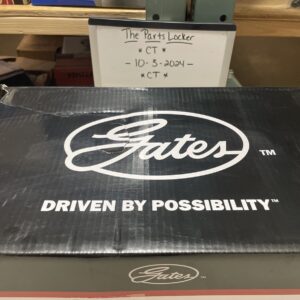 The Parts Locker
* CT *
- 10-3-2024 -
* CT *
Gates TM
DRIVEN BY POSSIBILITY™
Gates